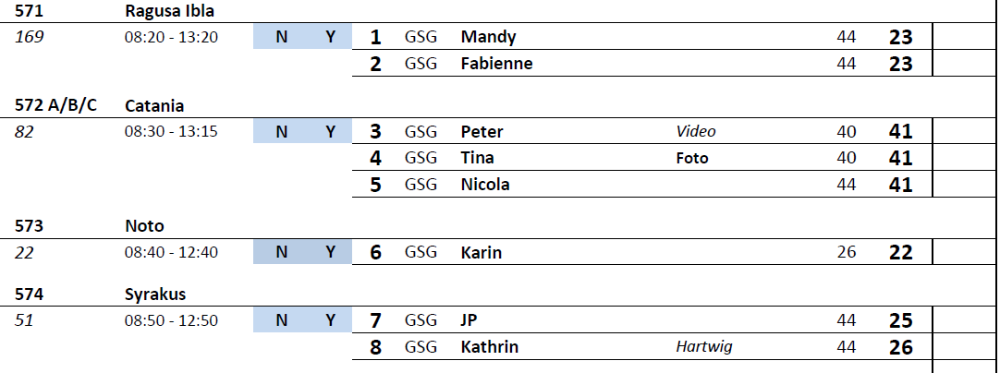 571 Ragusa Ibla
169 08:20 - 13:20 N Y 1 GSG Mandy 44 23
2 GSG Fabienne 44 23
572 A/B/C Catania
82 08:30 - 13:15 N Y 3 GSG Peter Video 40 41
4 GSG Tina Foto 40 41
5 GSG Nicola 44 41
573 Noto
22 08:40 - 12:40 N Y 6 GSG Karin 26 22
574 Syrakus
51 08:50 - 12:50 N Y 7 GSG JP 44 25
8 GSG Kathrin Hartwig 44 26